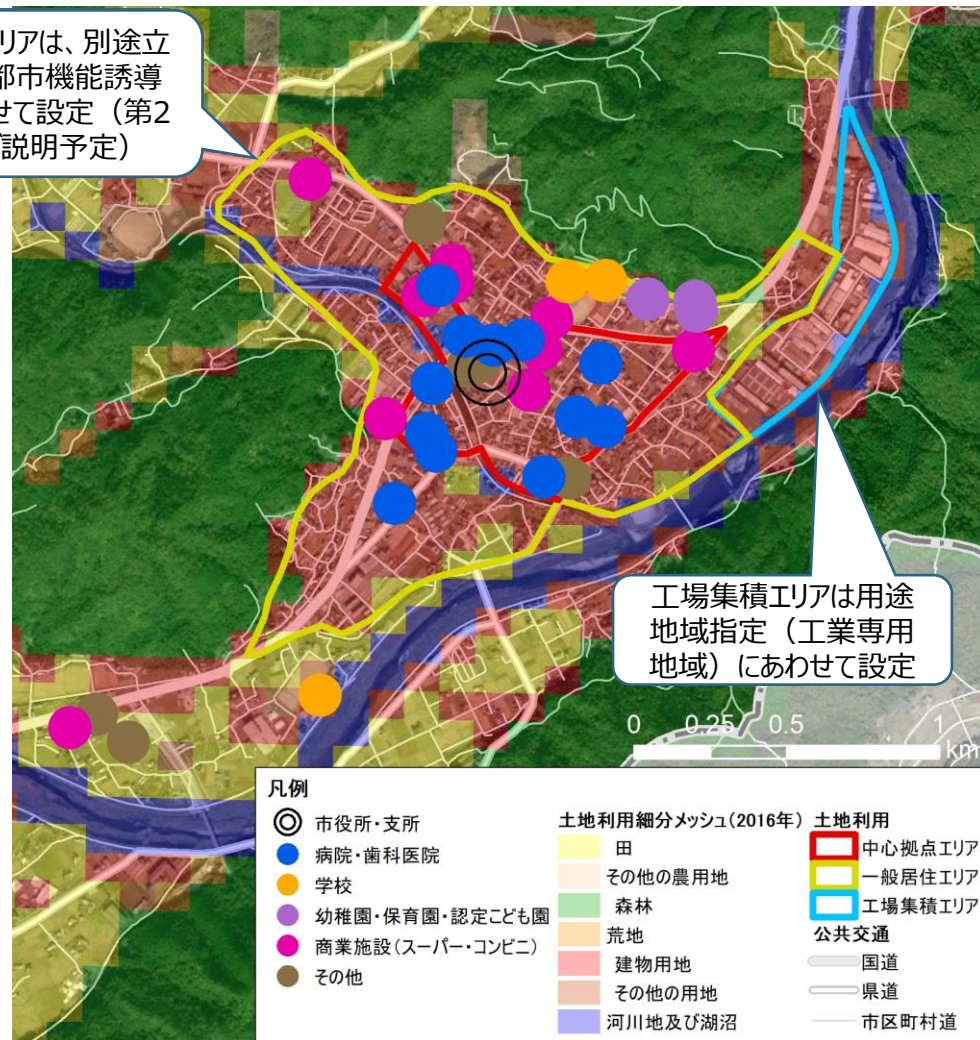 リアは、別途立
都市機能誘導
せて設定（第2
説明予定）
工場集積エリアは用途
地域指定（工業専用
地域）にあわせて設定
0 0.25 0.5 1
km
凡例
市役所・支所
病院・歯科医院
学校
幼稚園・保育園・認定こども園
商業施設(スーパー・コンビニ)
その他
土地利用細分メッシュ(2016年)
田
その他の農用地
森林
荒地
建物用地
その他の用地
河川地及び湖沼
土地利用
中心拠点エリア
一般居住エリア
工場集積エリア
公共交通
国道
県道
市区町村道